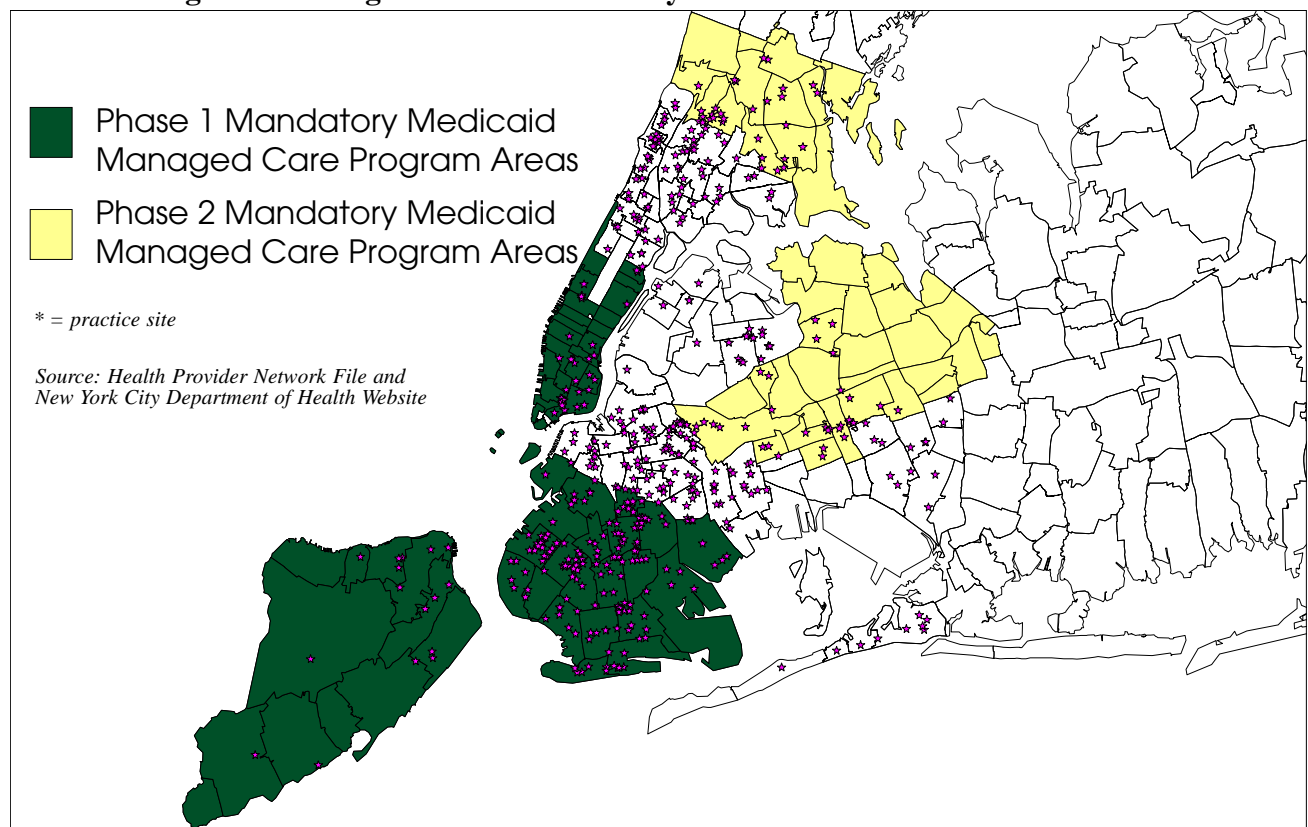 Phase 1 Mandatory Medicaid
Managed Care Program Areas
Phase 2 Mandatory Medicaid
Managed Care Program Areas
* = practice site
Source: Health Provider Network File and
New York City Department of Health Website